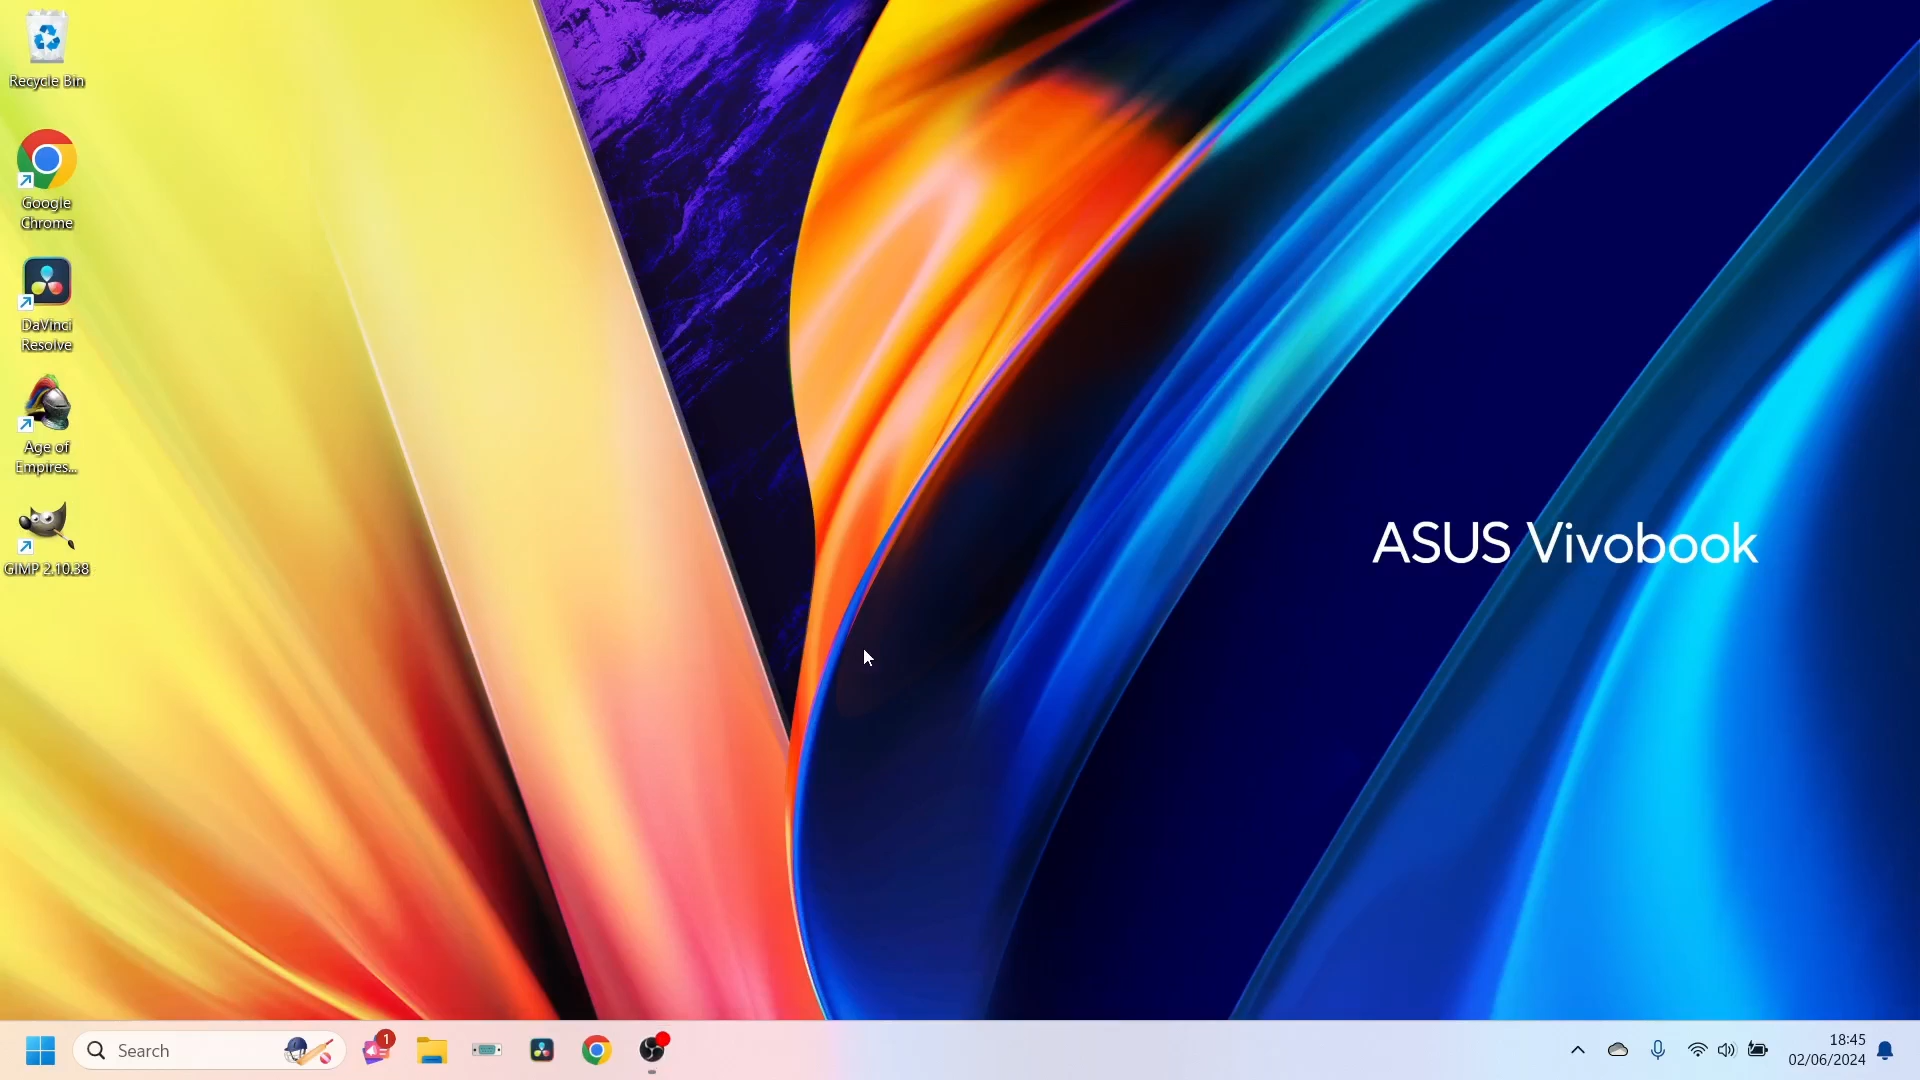 Recycle Bin
Google
Chrome
DaVinci
Resolve
Age of
Empires...
GIMP 2.10.38
ASUS Vivobook
Search
1
18:45
02/06/2024